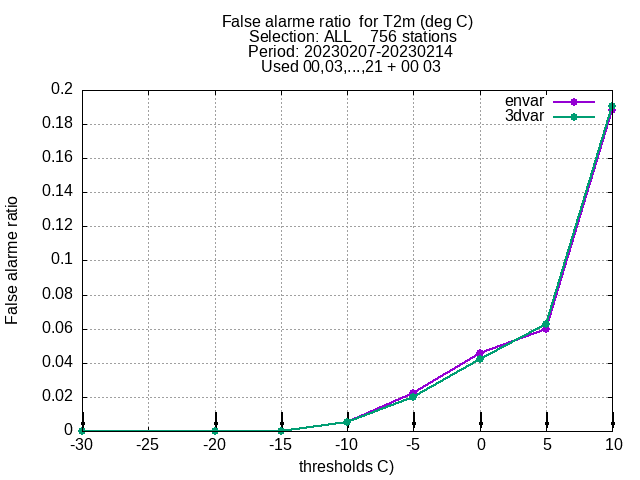 False alarme ratio  for T2m (deg C)
Selection: ALL    756 stations
Period: 20230207-20230214
Used 00,03,...,21 + 00 03
envar
3dvar
0.2
0.18
0.16
0.14
0.12
0.1
0.08
0.06
0.04
0.02
0
False alarme ratio
-30 -25 -20 -15 -10 -5 0 5 10
thresholds C)